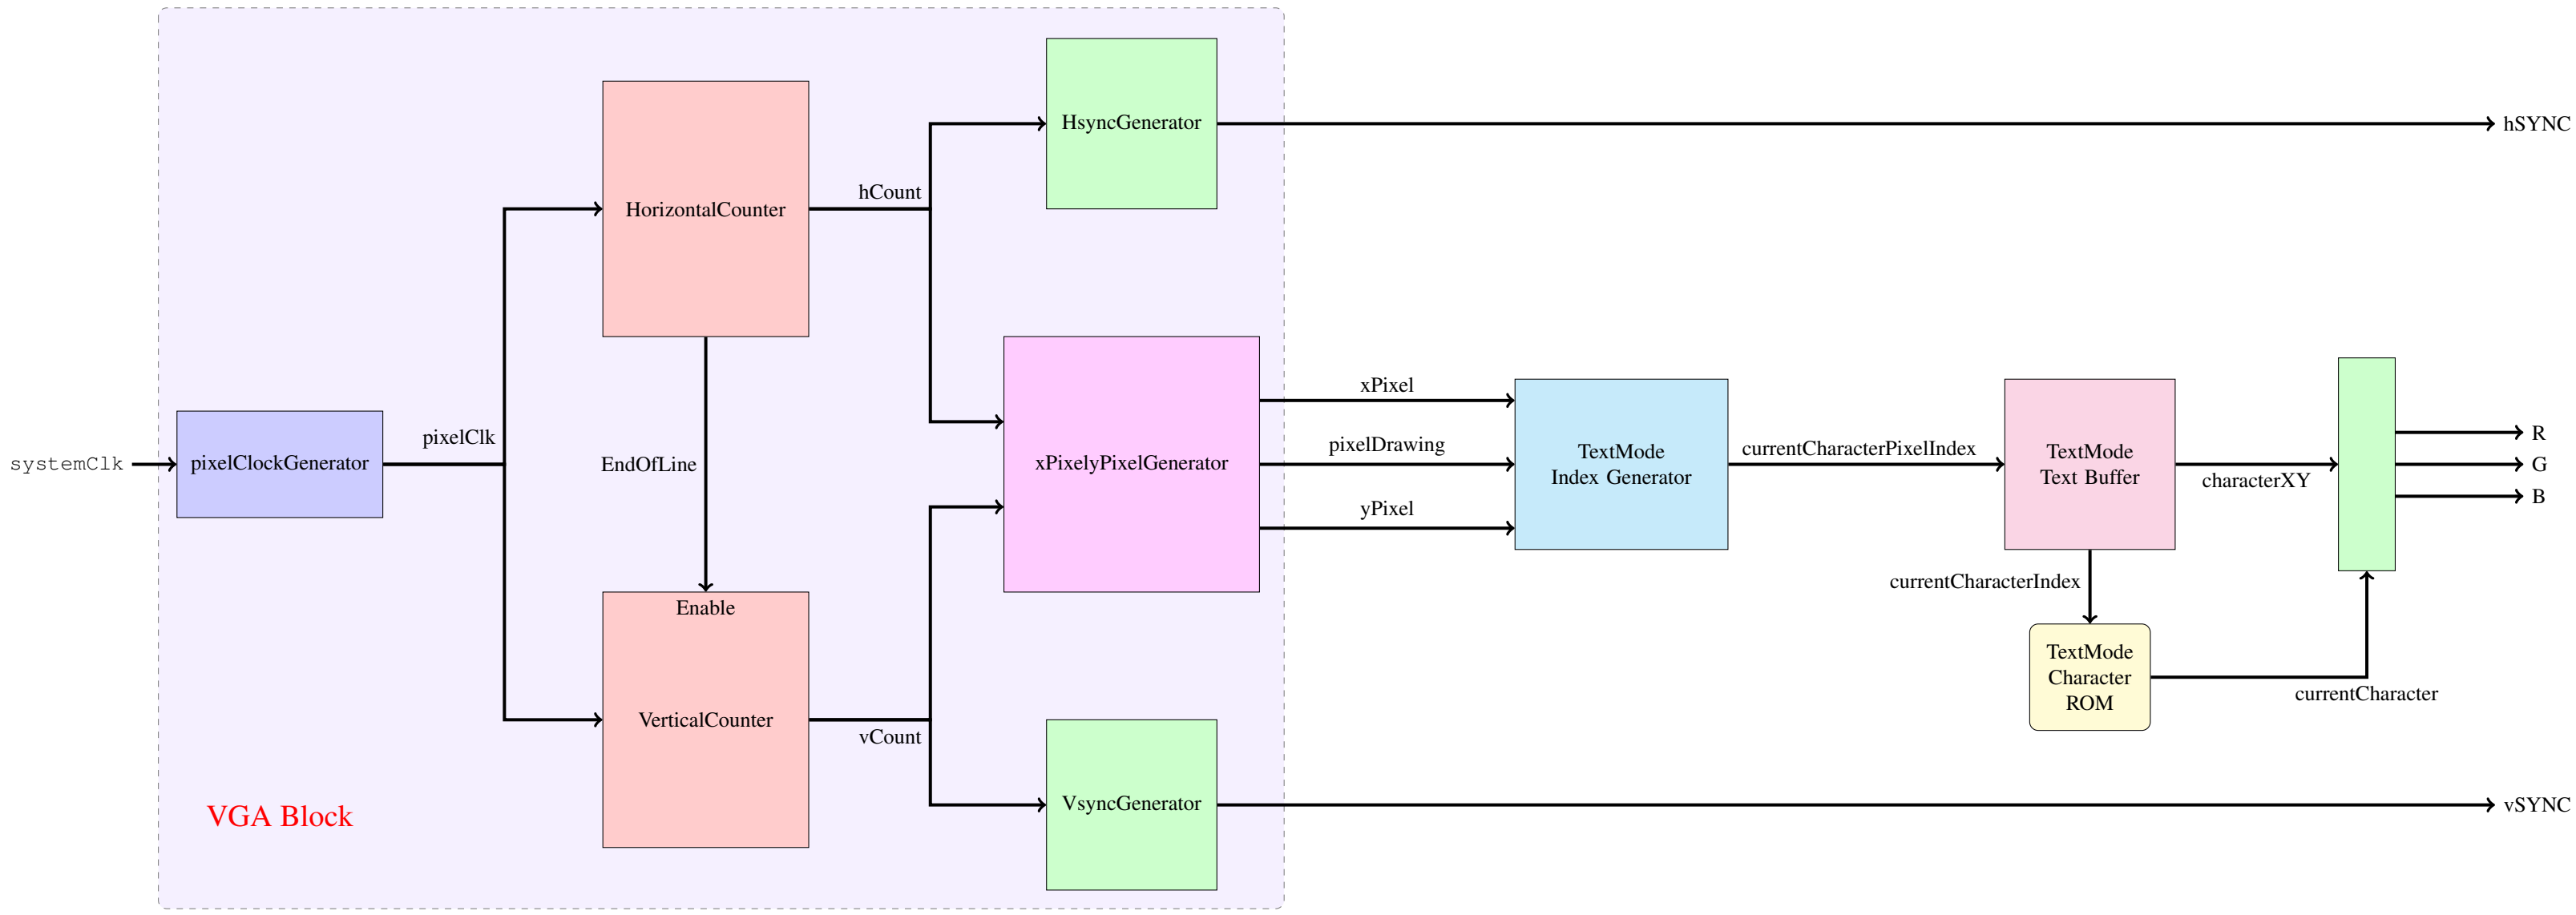 HsyncGenerator
hSYNC
hCount
HorizontalCounter
xPixel
pixelClk
pixelDrawing
currentCharacterPixelIndex
TextMode
Index Generator
TextMode
Text Buffer
R
systemClk
pixelClockGenerator
EndOfLine
xPixelyPixelGenerator
characterXY
G
B
yPixel
currentCharacterIndex
Enable
TextMode
Character
ROM
currentCharacter
VerticalCounter
vCount
VsyncGenerator
vSYNC
VGA Block